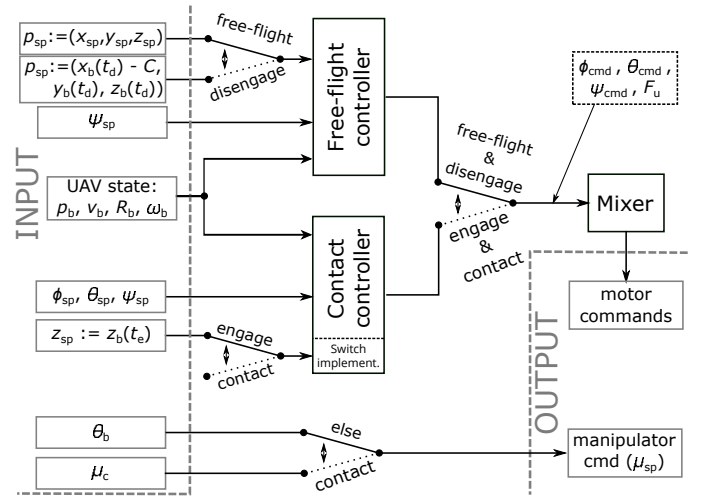 INPUT
p_sp:=(x_sp,y_sp,z_sp)
p_sp:=(x_b(t_d) - C,
y_b(t_d), z_b(t_d))
ψ_sp
UAV state:
p_b, v_b, R_b, ω_b
ϕ_sp, θ_sp, ψ_sp
z_sp := z_b(t_e)
θ_b
μ_c
free-flight
disengage
Free-flight
controller
Contact
controller
Switch
implement.
engage
contact
else
contact
free-flight
&
disengage
engage
&
contact
ϕ_cmd , θ_cmd ,
ψ_cmd , F_u
Mixer
OUTPUT
motor
commands
manipulator
cmd (μ_sp)